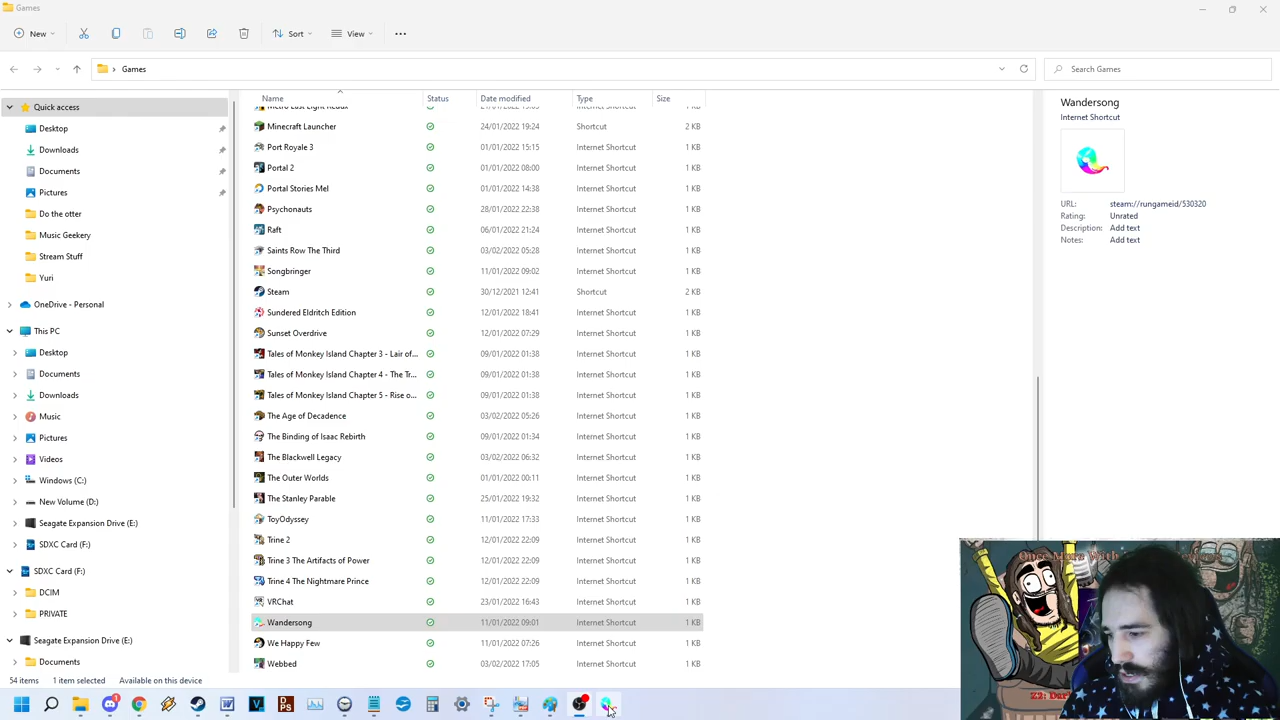 Games
New
Sort
View
Games
Search Games
Quick access
Desktop
Downloads
Documents
Pictures
Do the otter
Music Geekery
Stream Stuff
Yuri
OneDrive - Personal
This PC
Desktop
Documents
Downloads
Music
Pictures
Videos
Windows (C:)
New Volume (D:)
Seagate Expansion Drive (E:)
SDXC Card (F:)
SDXC Card (F:)
DCIM
PRIVATE
Seagate Expansion Drive (E:)
Documents
Name Status Date modified Type Size
Metro Last Light Redux 21/01/2022 15:05 Internet Shortcut 1 KB
Minecraft Launcher 24/01/2022 19:24 Shortcut 2 KB
Port Royale 3 01/01/2022 15:15 Internet Shortcut 1 KB
Portal 2 01/01/2022 08:00 Internet Shortcut 1 KB
Portal Stories Mel 01/01/2022 14:38 Internet Shortcut 1 KB
Psychonauts 28/01/2022 22:38 Internet Shortcut 1 KB
Raft 06/01/2022 21:24 Internet Shortcut 1 KB
Saints Row The Third 03/02/2022 05:28 Internet Shortcut 1 KB
Songbringer 11/01/2022 09:02 Internet Shortcut 1 KB
Steam 30/12/2021 12:41 Shortcut 2 KB
Sundered Eldritch Edition 12/01/2022 18:41 Internet Shortcut 1 KB
Sunset Overdrive 12/01/2022 07:29 Internet Shortcut 1 KB
Tales of Monkey Island Chapter 3 - Lair of... 09/01/2022 01:38 Internet Shortcut 1 KB
Tales of Monkey Island Chapter 4 - The Tr... 09/01/2022 01:38 Internet Shortcut 1 KB
Tales of Monkey Island Chapter 5 - Rise o... 09/01/2022 01:38 Internet Shortcut 1 KB
The Age of Decadence 03/02/2022 05:26 Internet Shortcut 1 KB
The Binding of Isaac Rebirth 09/01/2022 01:34 Internet Shortcut 1 KB
The Blackwell Legacy 03/02/2022 06:32 Internet Shortcut 1 KB
The Outer Worlds 01/01/2022 00:11 Internet Shortcut 1 KB
The Stanley Parable 25/01/2022 19:32 Internet Shortcut 1 KB
ToyOdyssey 11/01/2022 17:33 Internet Shortcut 1 KB
Trine 2 12/01/2022 22:09 Internet Shortcut 1 KB
Trine 3 The Artifacts of Power 12/01/2022 22:09 Internet Shortcut 1 KB
Trine 4 The Nightmare Prince 12/01/2022 22:09 Internet Shortcut 1 KB
VRChat 23/01/2022 16:43 Internet Shortcut 1 KB
Wandersong 11/01/2022 09:01 Internet Shortcut 1 KB
We Happy Few 11/01/2022 07:26 Internet Shortcut 1 KB
Webbed 03/02/2022 17:05 Internet Shortcut 1 KB
Wandersong
Internet Shortcut
URL: steam://rungameid/530320
Rating: Unrated
Description: Add text
Notes: Add text
Once More With
54 items 1 item selected Available on this device
1
DS
PS